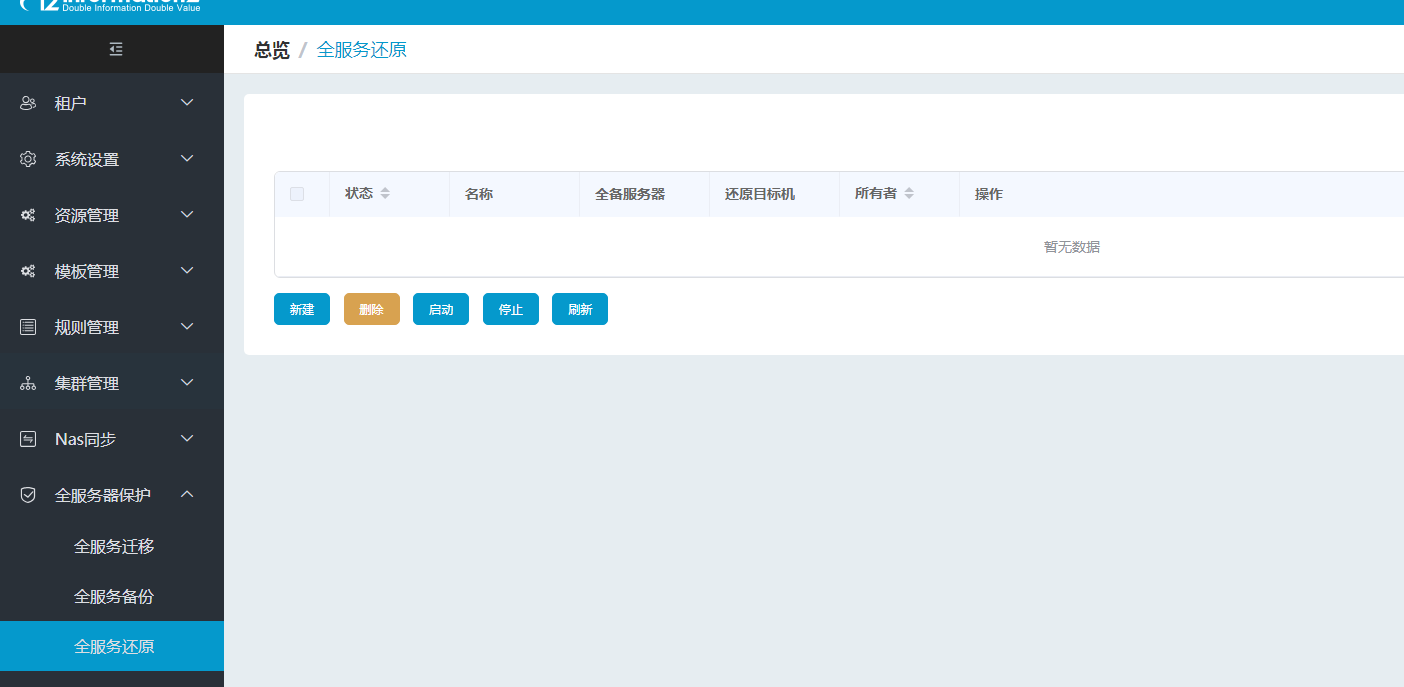 Double Information Double Value
总览 / 全服务还原
租户
系统设置
资源管理
模板管理
规则管理
集群管理
Nas同步
全服务器保护
全服务迁移
全服务备份
全服务还原
状态 名称 全备服务器 还原目标机 所有者 操作
暂无数据
新建 删除 启动 停止 刷新